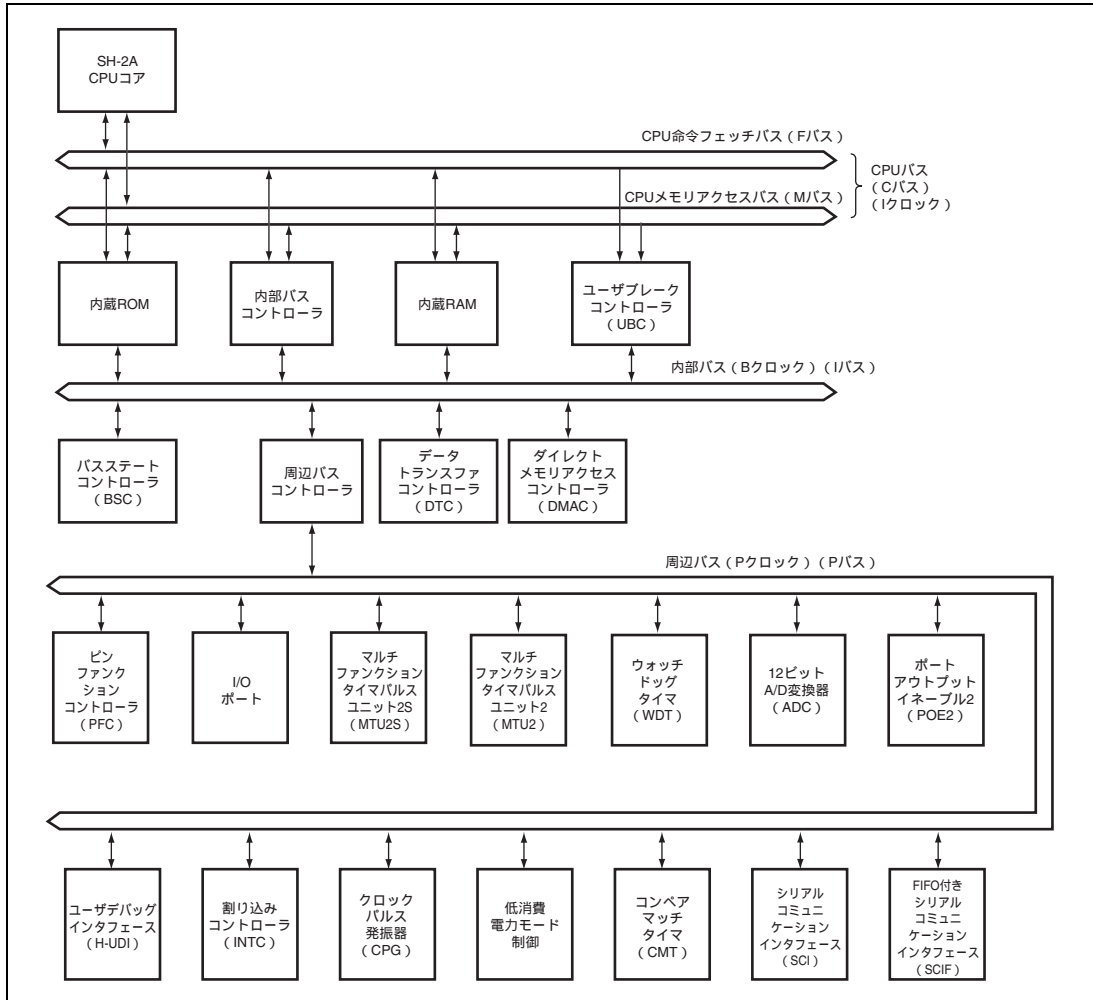 SH-2A
CPUコア
CPU命令フェッチバス（Fバス）
CPUバス
（Cバス）
（Iクロック）
CPUメモリアクセスバス（Mバス）
内蔵ROM
内部バス
コントローラ
内蔵RAM
ユーザブレーク
コントローラ
（UBC）
内部バス（Bクロック）（Iバス）
バスステート
コントローラ
（BSC）
周辺バス
コントローラ
データ
トランスファ
コントローラ
（DTC）
ダイレクト
メモリアクセス
コントローラ
（DMAC）
周辺バス（Pクロック）（Pバス）
ピン
ファンク
ション
コントローラ
（PFC）
I/O
ポート
マルチ
ファンクション
タイマパルス
ユニット2S
（MTU2S）
マルチ
ファンクション
タイマパルス
ユニット2
（MTU2）
ウォッチ
ドッグ
タイマ
（WDT）
12ビット
A/D変換器
（ADC）
ポート
アウトプット
イネーブル2
（POE2）
ユーザデバッグ
インタフェース
（H-UDI）
割り込み
コントローラ
（INTC）
クロック
パルス
発振器
（CPG）
低消費
電力モード
制御
コンペア
マッチ
タイマ
（CMT）
シリアル
コミュニ
ケーション
インタフェース
（SCI）
FIFO付き
シリアル
コミュニ
ケーション
インタフェース
（SCIF）